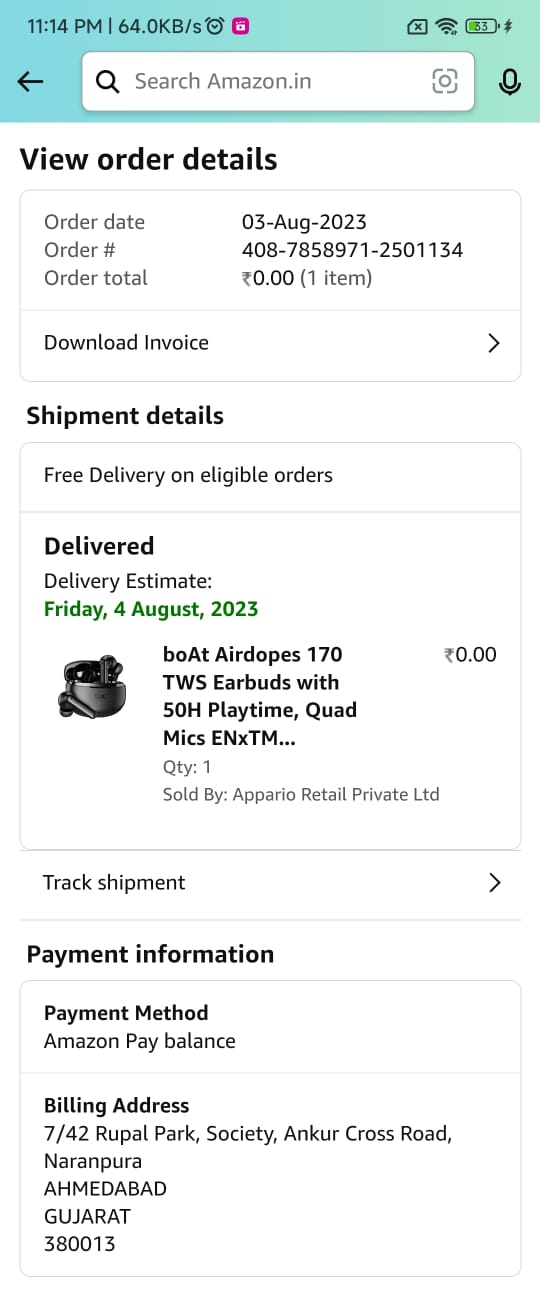 11:14 PM | 64.0KB/s
33
Search Amazon.in
View order details
Order date 03-Aug-2023
Order # 408-7858971-2501134
Order total ₹0.00 (1 item)
Download Invoice
Shipment details
Free Delivery on eligible orders
Delivered
Delivery Estimate:
Friday, 4 August, 2023
boAt Airdopes 170 ₹0.00
TWS Earbuds with
50H Playtime, Quad
Mics ENxTM...
Qty: 1
Sold By: Appario Retail Private Ltd
Track shipment
Payment information
Payment Method
Amazon Pay balance
Billing Address
7/42 Rupal Park, Society, Ankur Cross Road,
Naranpura
AHMEDABAD
GUJARAT
380013